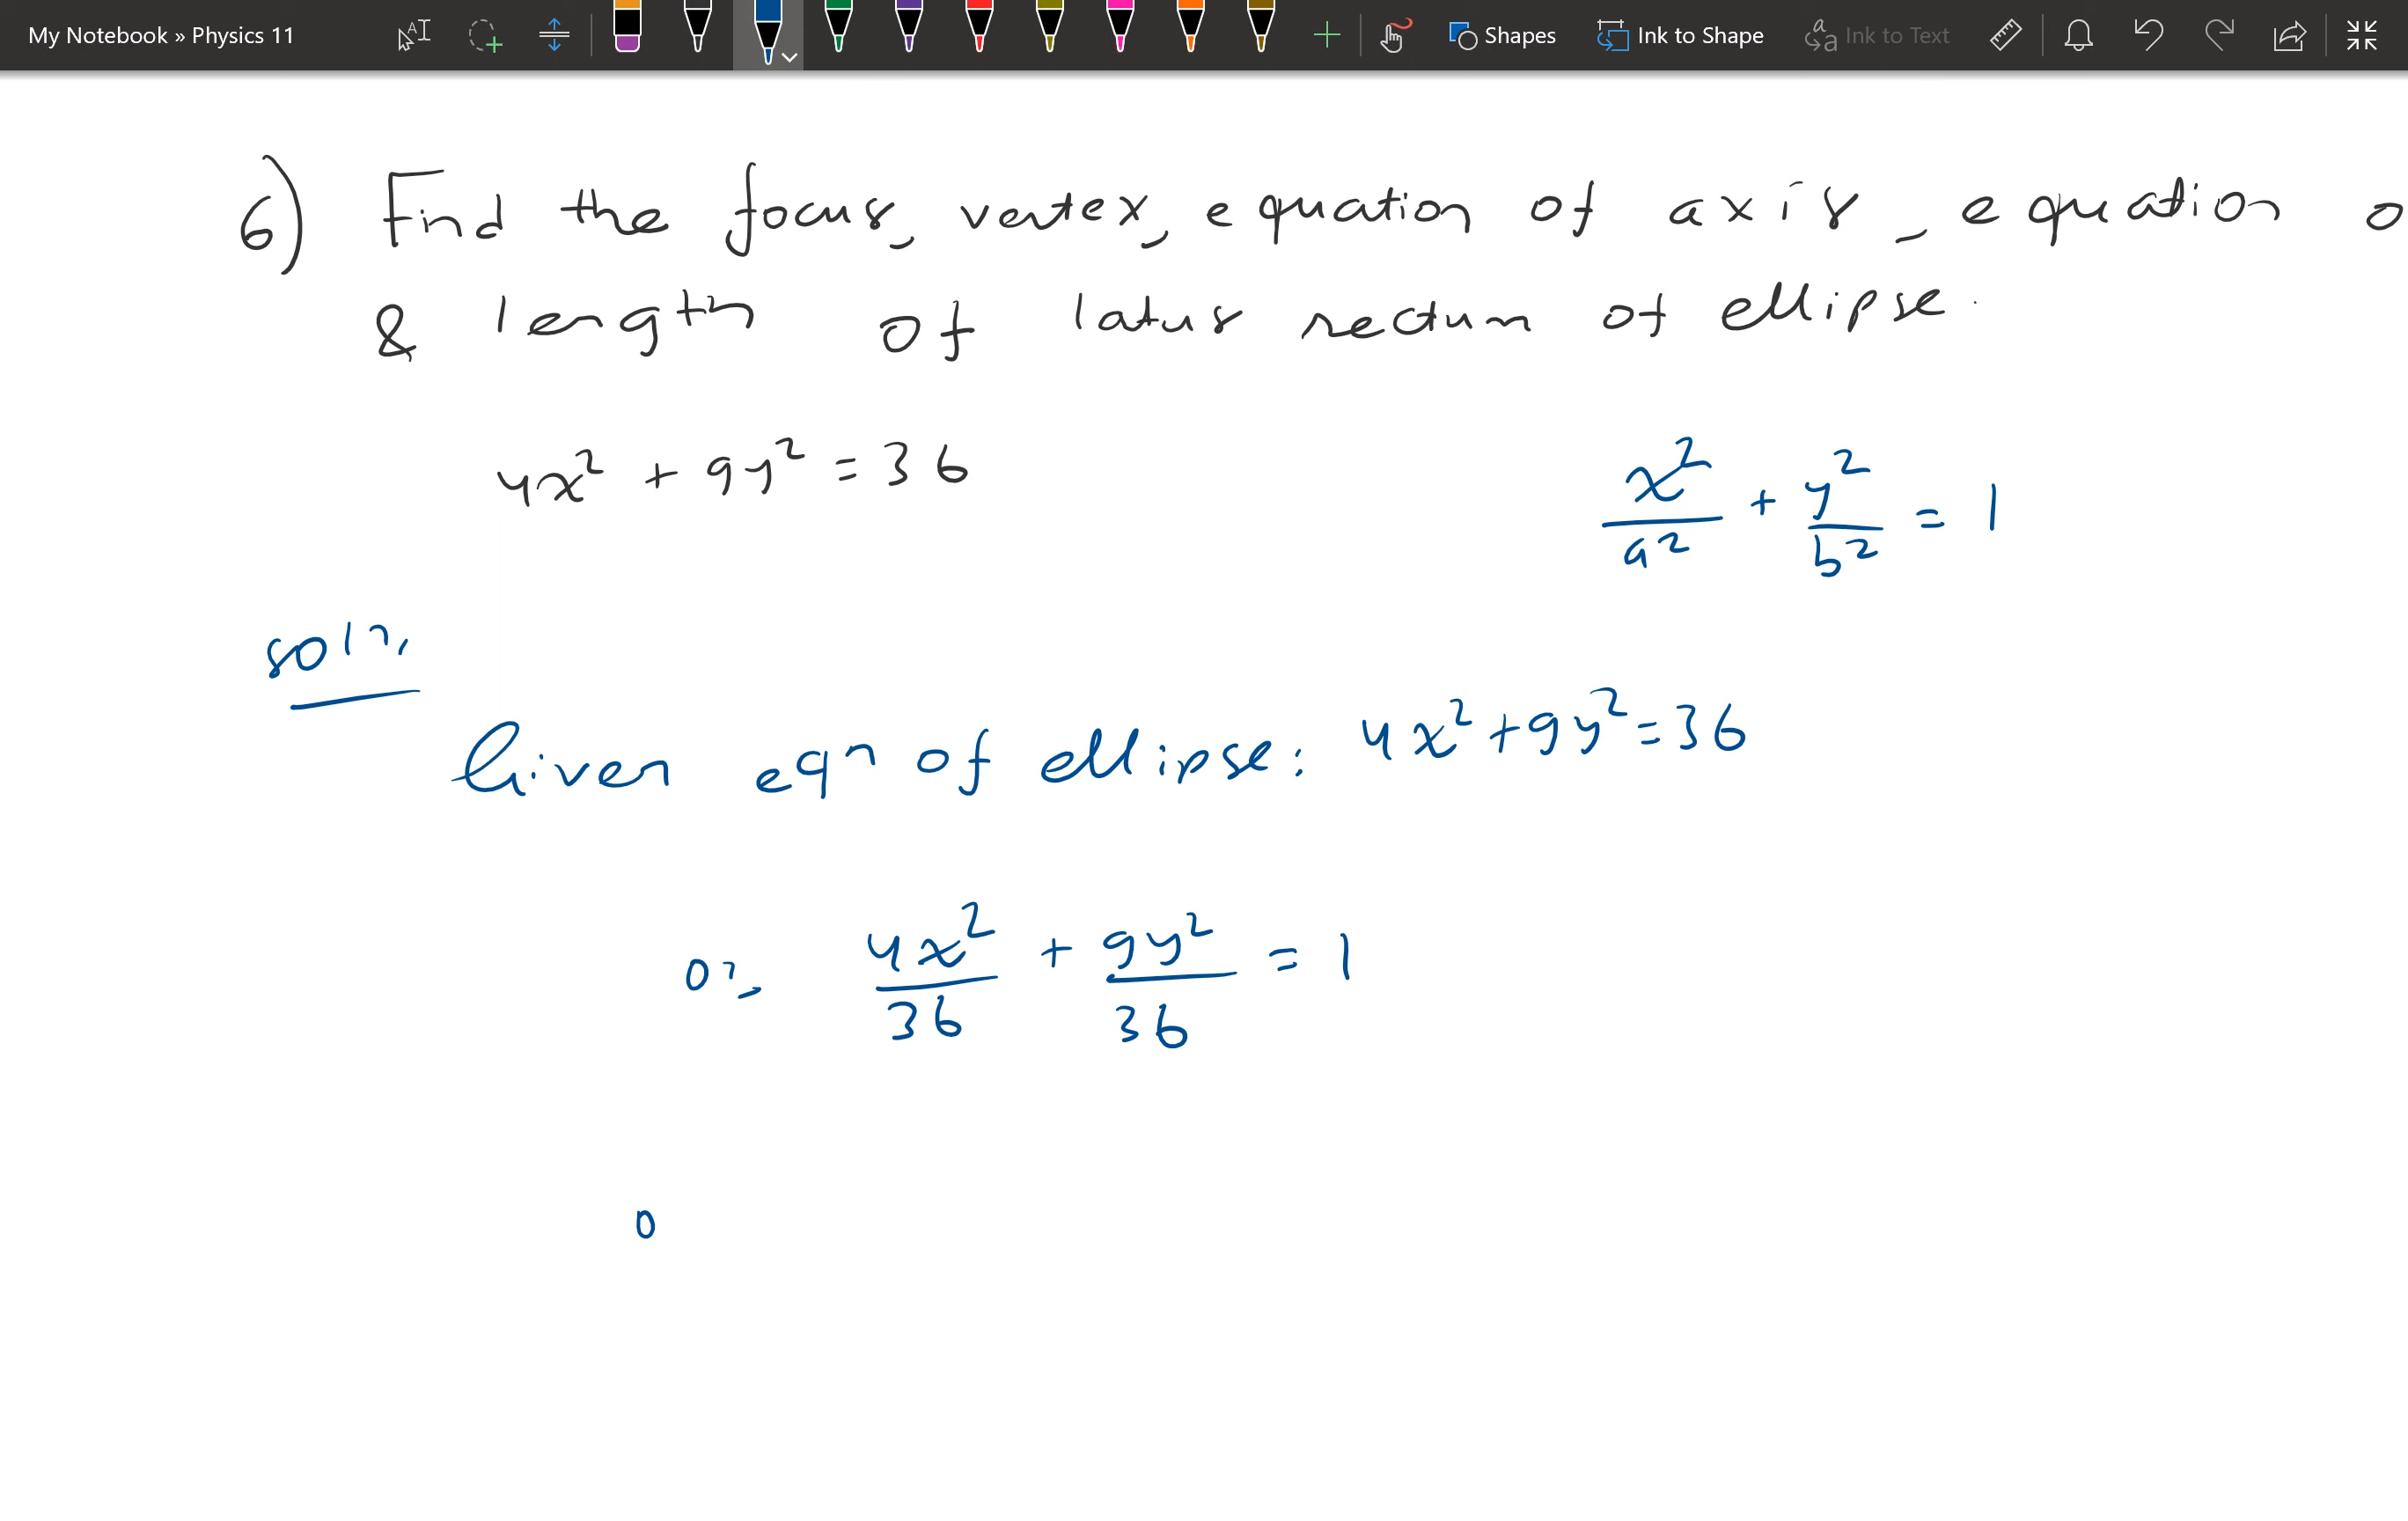 My Notebook » Physics 11 Shapes Ink to Shape Ink to Text
6) Find the focus, vertex, equation of axis, equation o
& length of latus rectum of ellipse.
4x² + 9y² = 36
x²/a² + y²/b² = 1
soln,
Given eqn of ellipse: 4x² + 9y² = 36
or, 4x²/36 + 9y²/36 = 1
o